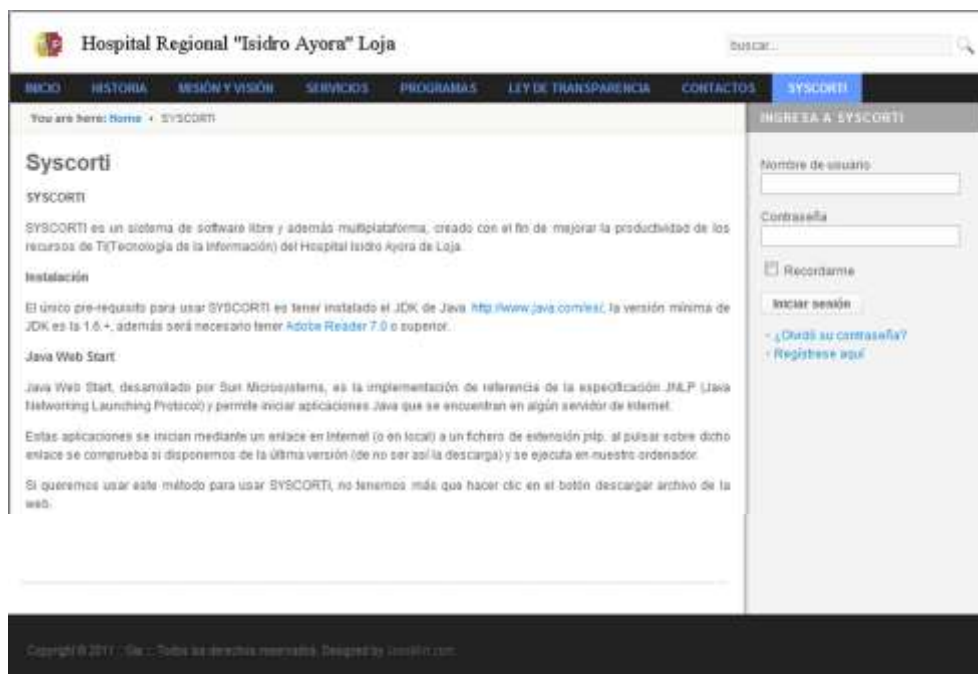 Hospital Regional "Isidro Ayora" Loja
buscar...
INICIO HISTORIA MISIÓN Y VISIÓN SERVICIOS PROGRAMAS LEY DE TRANSPARENCIA CONTACTOS SYSCORTI
You are here: Home SYSCORTI
Syscorti
SYSCORTI
SYSCORTI es un sistema de software libre y además multiplataforma, creado con el fin de mejorar la productividad de los
recursos de TI(Tecnología de la Información) del Hospital Isidro Ayora de Loja.
Instalación
El único pre-requisito para usar SYSCORTI es tener instalado el JDK de Java http://www.java.com/es/, la versión mínima de
JDK es la 1.6.+, además será necesario tener Adobe Reader 7.0 o superior.
Java Web Start
Java Web Start, desarrollado por Sun Microsystems, es la implementación de referencia de la especificación JNLP (Java
Networking Launching Protocol) y permite iniciar aplicaciones Java que se encuentran en algún servidor de internet.
Estas aplicaciones se inician mediante un enlace en Internet (o en local) a un fichero de extensión jnlp. al pulsar sobre dicho
enlace se comprueba si disponemos de la última versión (de no ser así la descarga) y se ejecuta en nuestro ordenador.
Si queremos usar este método para usar SYSCORTI, no tenemos más que hacer clic en el botón descargar archivo de la
web.
INGRESA A SYSCORTI
Nombre de usuario
Contraseña
Recordarme
Iniciar sesión
¿Olvidó su contraseña?
Regístrese aquí
Copyright © 2011 Todos los derechos reservados. Designed by